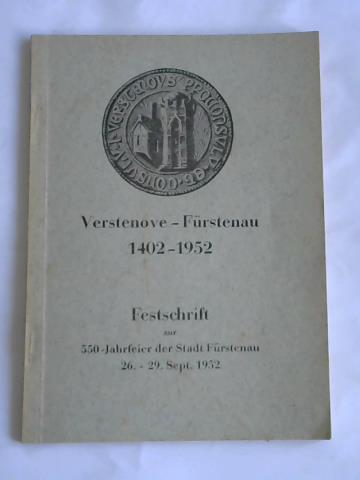 Verstenove – Fürstenau
1402–1952
Festschrift
zur
550-Jahrfeier der Stadt Fürstenau
26. - 29. Sept. 1952